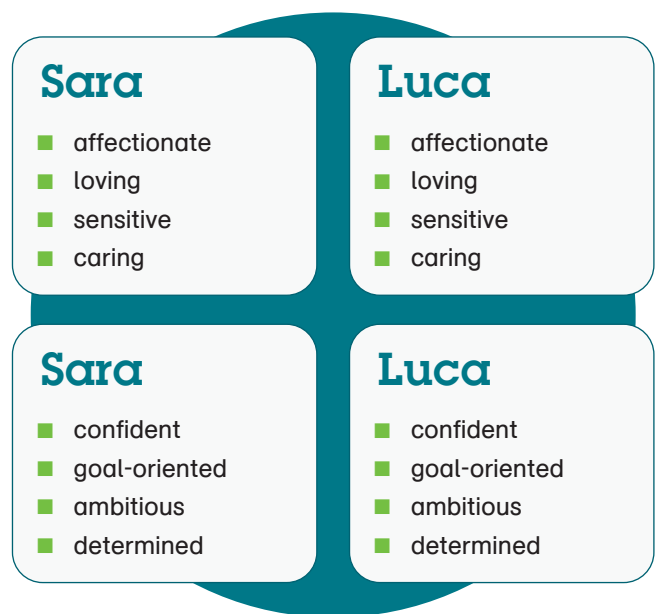 Sara
affectionate
loving
sensitive
caring
Luca
affectionate
loving
sensitive
caring
Sara
confident
goal-oriented
ambitious
determined
Luca
confident
goal-oriented
ambitious
determined